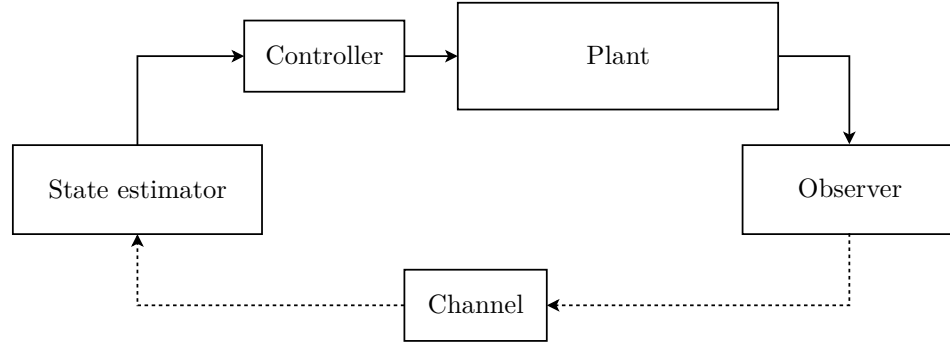 Controller
Plant
State estimator
Observer
Channel